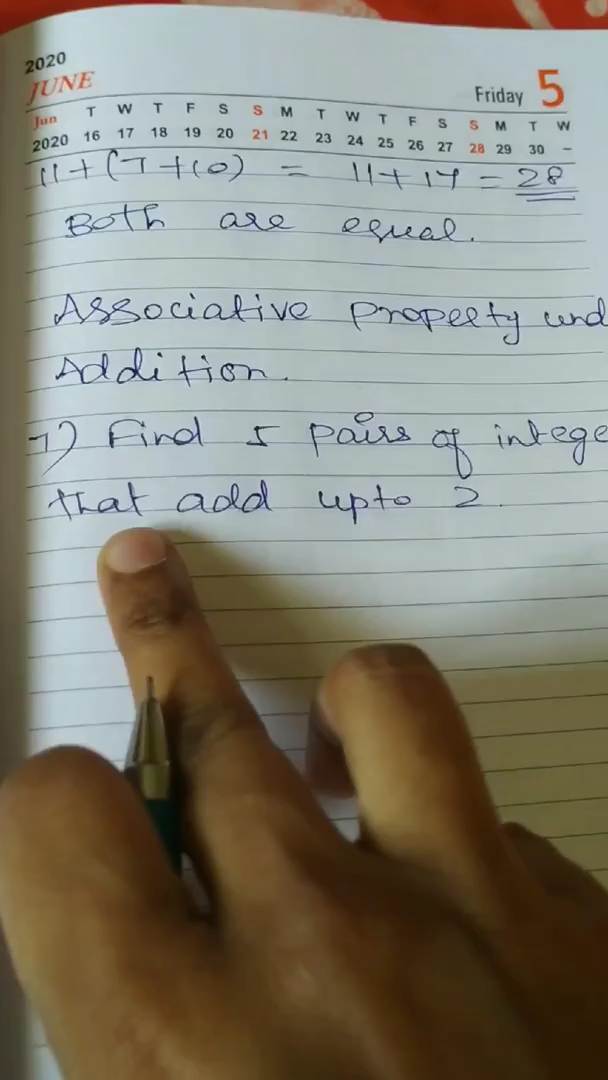 2020
JUNE
Friday 5
Jun T W T F S S M T W T F S S M T W
2020 16 17 18 19 20 21 22 23 24 25 26 27 28 29 30 –
11 + (7 + 10) = 11 + 17 = 28
Both are equal.
Associative Property und
Addition.
7) Find 5 pairs of intege
that add upto 2.